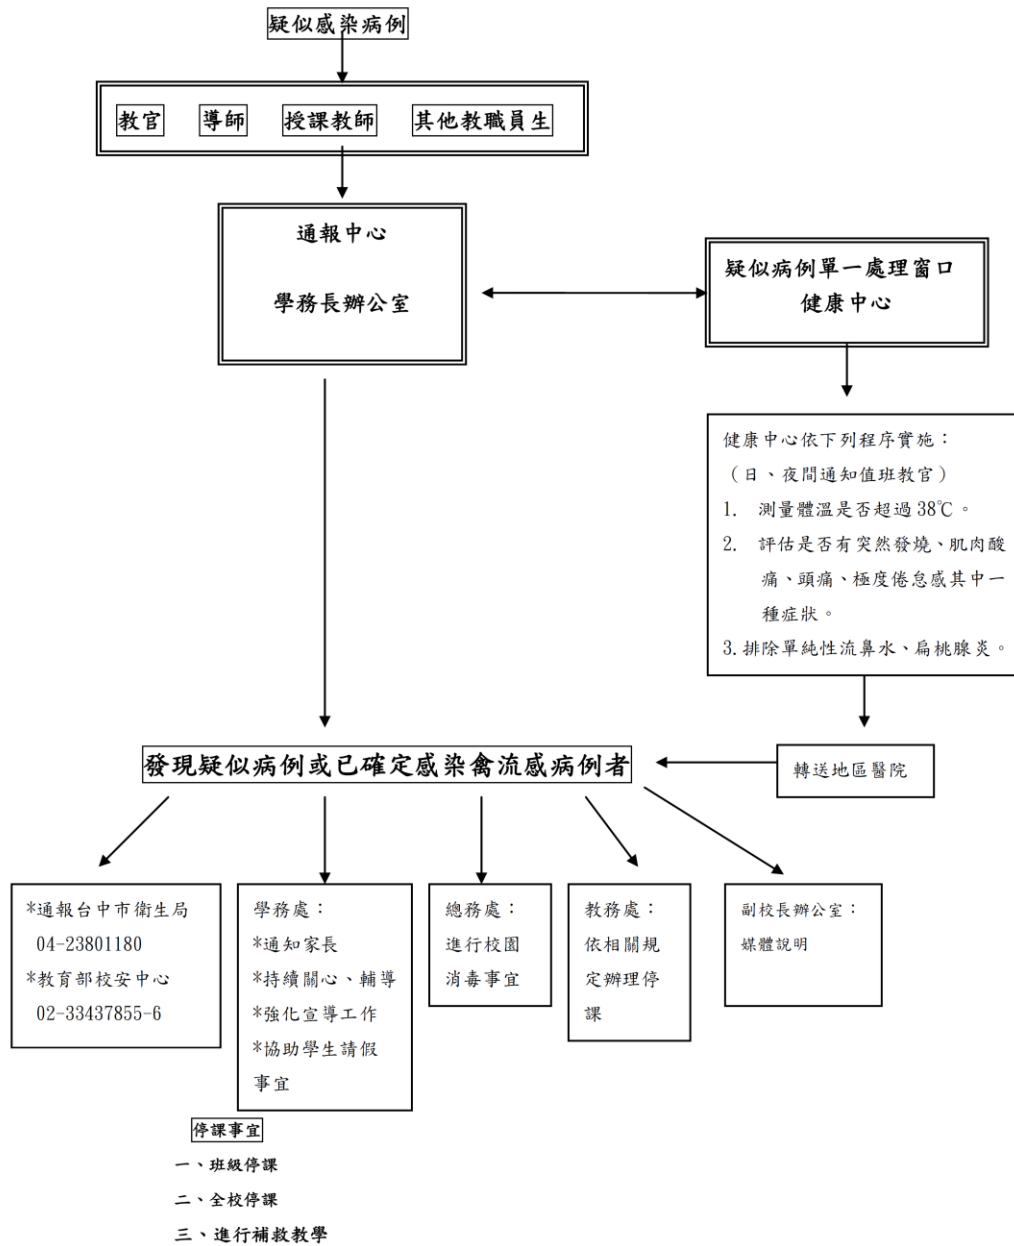 疑似感染病例
教官 導師 授課教師 其他教職員生
通報中心
學務長辦公室
疑似病例單一處理窗口
健康中心
健康中心依下列程序實施：
（日、夜間通知值班教官）
1. 測量體溫是否超過 38℃。
2. 評估是否有突然發燒、肌肉酸
痛、頭痛、極度倦怠感其中一
種症狀。
3.排除單純性流鼻水、扁桃腺炎。
轉送地區醫院
發現疑似病例或已確定感染禽流感病例者
*通報台中市衛生局
04-23801180
*教育部校安中心
02-33437855-6
學務處：
*通知家長
*持續關心、輔導
*強化宣導工作
*協助學生請假
事宜
總務處：
進行校園
消毒事宜
教務處：
依相關規
定辦理停
課
副校長辦公室：
媒體說明
停課事宜
一、班級停課
二、全校停課
三、進行補救教學